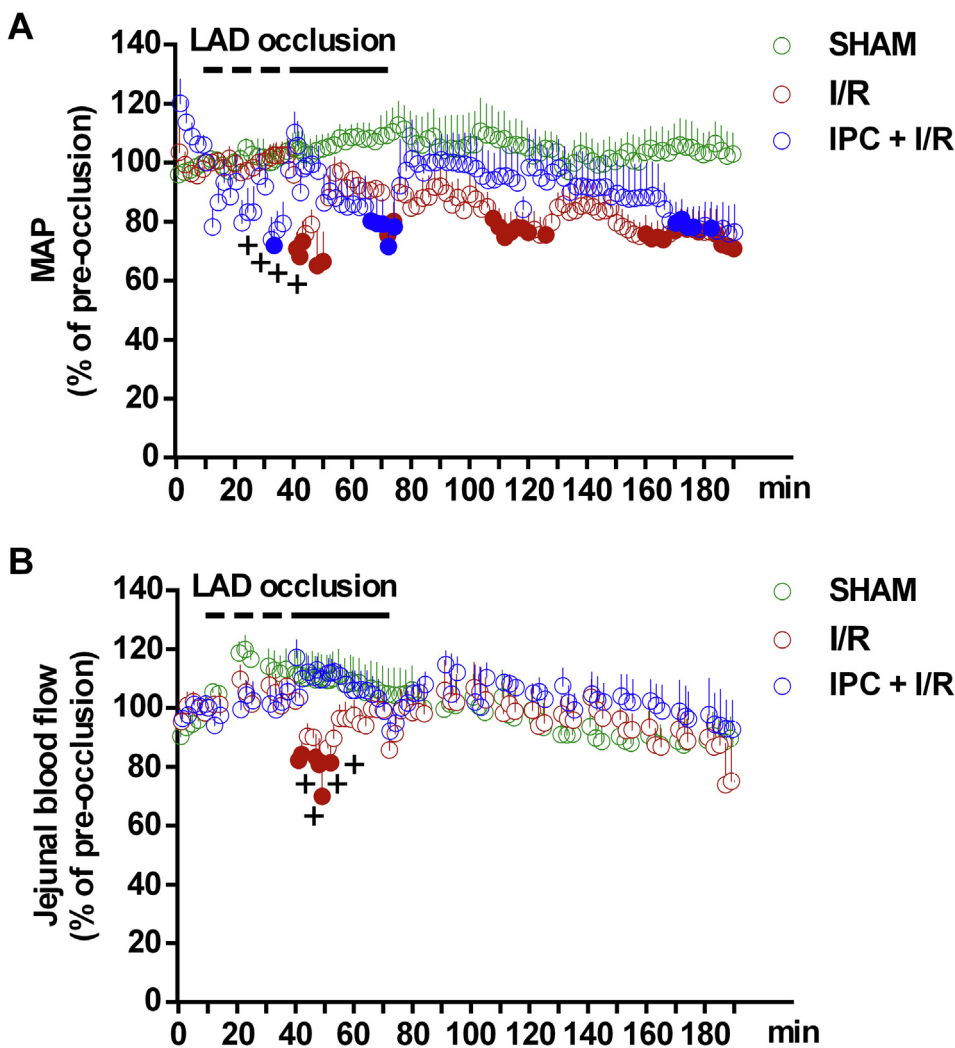 A
LAD occlusion
SHAM
I/R
IPC + I/R
MAP
(% of pre-occlusion)
140
120
100
80
60
40
20
0
0 20 40 60 80 100 120 140 160 180 min
B
LAD occlusion
SHAM
I/R
IPC + I/R
Jejunal blood flow
(% of pre-occlusion)
140
120
100
80
60
40
20
0
0 20 40 60 80 100 120 140 160 180 min